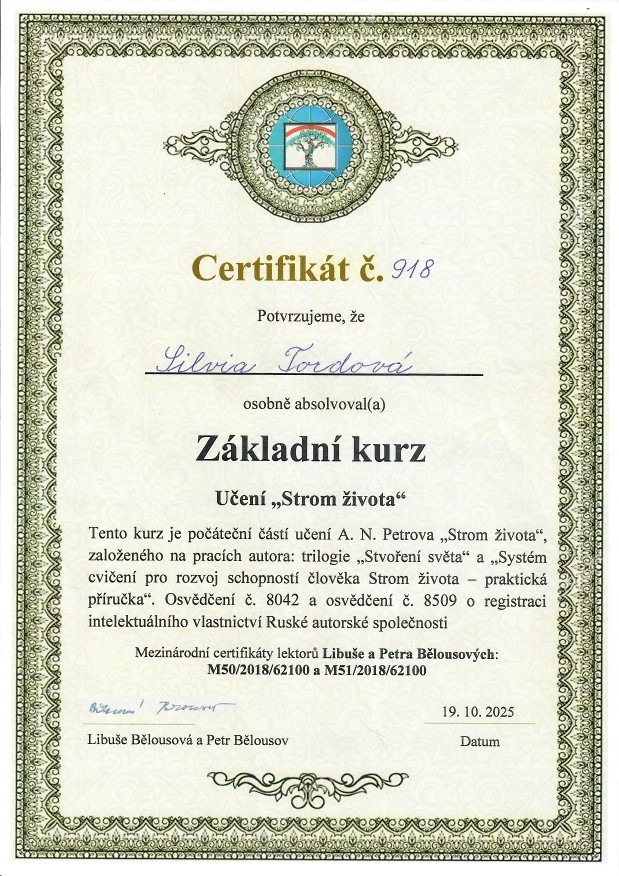 Certifikát č. 918
Potvrzujeme, že
Silvia Tordová
osobně absolvoval(a)
Základní kurz
Učení „Strom života“
Tento kurz je počáteční částí učení A. N. Petrova „Strom života“,
založeného na pracích autora: trilogie „Stvoření světa“ a „Systém
cvičení pro rozvoj schopností člověka Strom života – praktická
příručka“. Osvědčení č. 8042 a osvědčení č. 8509 o registraci
intelektuálního vlastnictví Ruské autorské společnosti
Mezinárodní certifikáty lektorů Libuše a Petra Bělousových:
M50/2018/62100 a M51/2018/62100
19. 10. 2025
Libuše Bělousová a Petr Bělousov
Datum